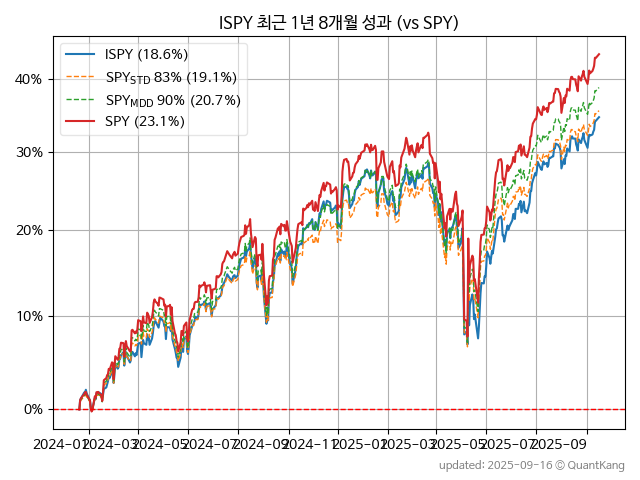 ISPY 최근 1년 8개월 성과 (vs SPY)
ISPY (18.6%)
SPYSTD 83% (19.1%)
SPYMDD 90% (20.7%)
SPY (23.1%)
40%
30%
20%
10%
0%
2024-01 2024-03 2024-05 2024-07 2024-09 2024-11 2025-01 2025-03 2025-05 2025-07 2025-09
updated: 2025-09-16 © QuantKang